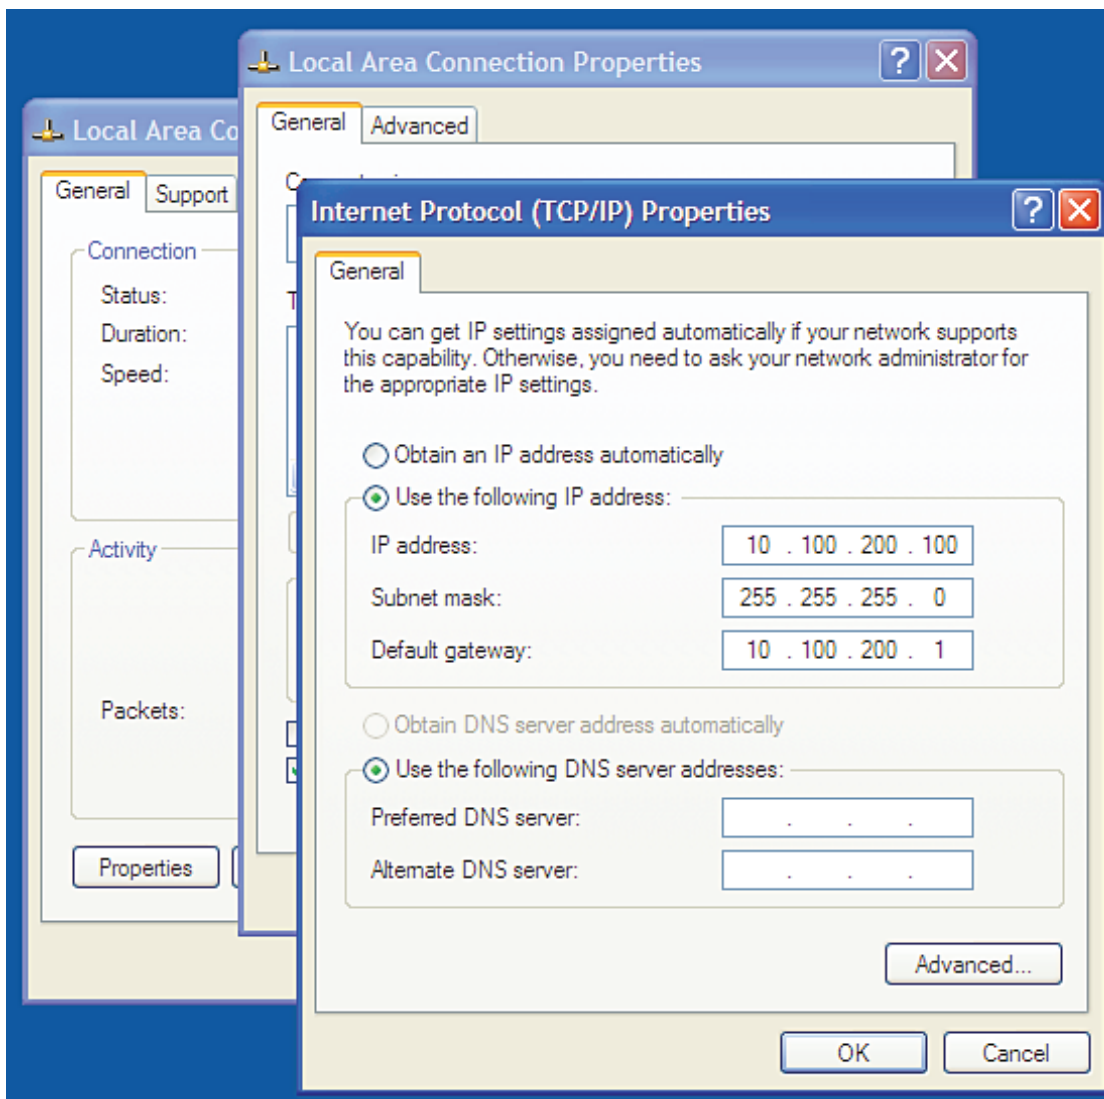 Local Area Connection Properties
General Advanced
Local Area Co
General Support
Connection
Status:
Duration:
Speed:
Activity
Packets:
Properties
Internet Protocol (TCP/IP) Properties
General
You can get IP settings assigned automatically if your network supports
this capability. Otherwise, you need to ask your network administrator for
the appropriate IP settings.
Obtain an IP address automatically
Use the following IP address:
IP address: 10 . 100 . 200 . 100
Subnet mask: 255 . 255 . 255 . 0
Default gateway: 10 . 100 . 200 . 1
Obtain DNS server address automatically
Use the following DNS server addresses:
Preferred DNS server: . . .
Alternate DNS server: . . .
Advanced...
OK Cancel